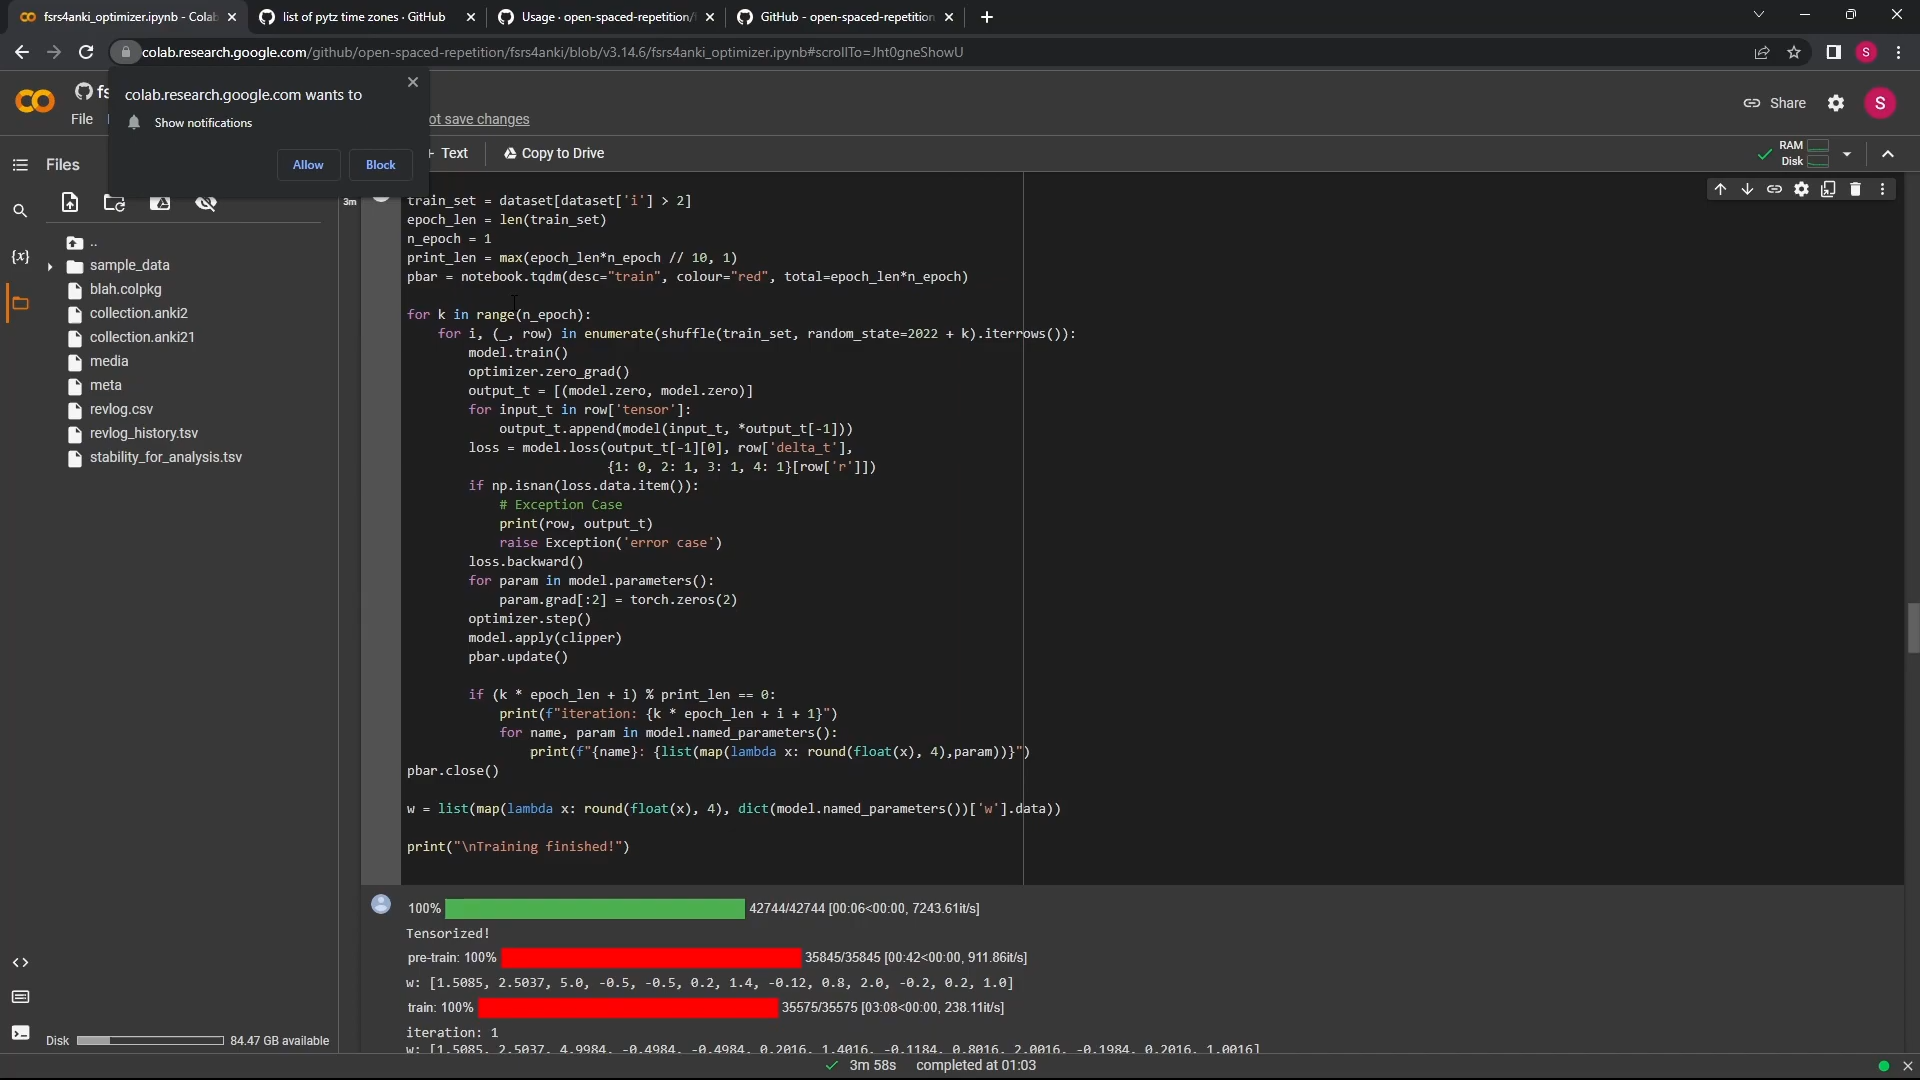 fsrs4anki_optimizer.ipynb - Colab
list of pytz time zones · GitHub
Usage · open-spaced-repetition/
GitHub - open-spaced-repetition
colab.research.google.com/github/open-spaced-repetition/fsrs4anki/blob/v3.14.6/fsrs4anki_optimizer.ipynb#scrollTo=Jht0gneShowU
S
colab.research.google.com wants to
Show notifications
Allow Block
fs
File
ot save changes
Share
S
+ Text
Copy to Drive
RAM
Disk
Files
{x}
..
sample_data
blah.colpkg
collection.anki2
collection.anki21
media
meta
revlog.csv
revlog_history.tsv
stability_for_analysis.tsv
Disk 84.47 GB available
3m
train_set = dataset[dataset['i'] > 2]
epoch_len = len(train_set)
n_epoch = 1
print_len = max(epoch_len*n_epoch // 10, 1)
pbar = notebook.tqdm(desc="train", colour="red", total=epoch_len*n_epoch)
for k in range(n_epoch):
for i, (_, row) in enumerate(shuffle(train_set, random_state=2022 + k).iterrows()):
model.train()
optimizer.zero_grad()
output_t = [(model.zero, model.zero)]
for input_t in row['tensor']:
output_t.append(model(input_t, *output_t[-1]))
loss = model.loss(output_t[-1][0], row['delta_t'],
{1: 0, 2: 1, 3: 1, 4: 1}[row['r']])
if np.isnan(loss.data.item()):
# Exception Case
print(row, output_t)
raise Exception('error case')
loss.backward()
for param in model.parameters():
param.grad[:2] = torch.zeros(2)
optimizer.step()
model.apply(clipper)
pbar.update()
if (k * epoch_len + i) % print_len == 0:
print(f"iteration: {k * epoch_len + i + 1}")
for name, param in model.named_parameters():
print(f"{name}: {list(map(lambda x: round(float(x), 4),param))}")
pbar.close()
w = list(map(lambda x: round(float(x), 4), dict(model.named_parameters())['w'].data))
print("\nTraining finished!")
100% 42744/42744 [00:06<00:00, 7243.61it/s]
Tensorized!
pre-train: 100% 35845/35845 [00:42<00:00, 911.86it/s]
w: [1.5085, 2.5037, 5.0, -0.5, -0.5, 0.2, 1.4, -0.12, 0.8, 2.0, -0.2, 0.2, 1.0]
train: 100% 35575/35575 [03:08<00:00, 238.11it/s]
iteration: 1
w: [1.5085, 2.5037, 4.9984, -0.4984, -0.4984, 0.2016, 1.4016, -0.1184, 0.8016, 2.0016, -0.1984, 0.2016, 1.0016]
3m 58s completed at 01:03